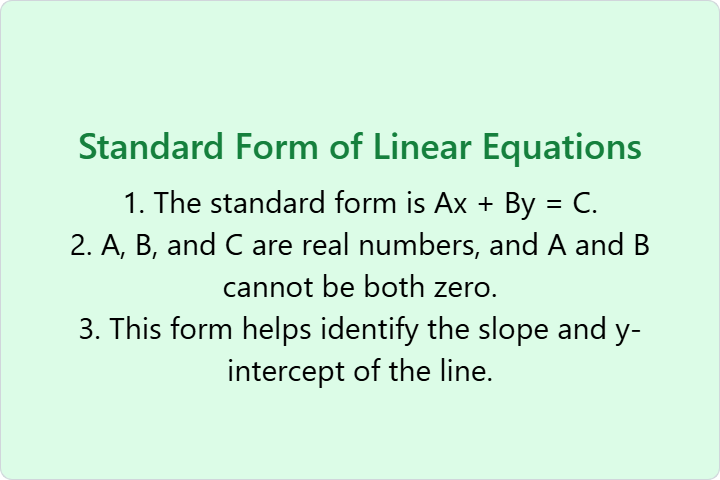 Standard Form of Linear Equations
1. The standard form is Ax + By = C.
2. A, B, and C are real numbers, and A and B
cannot be both zero.
3. This form helps identify the slope and y-
intercept of the line.